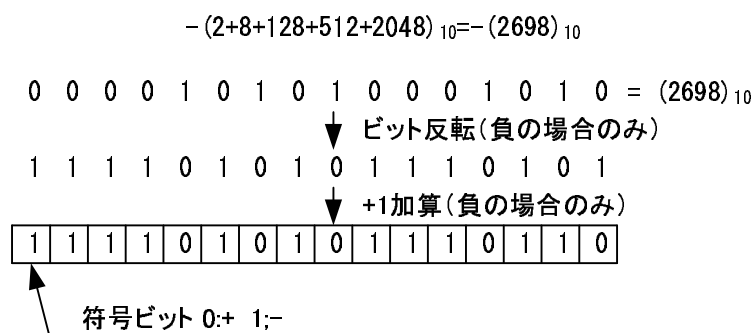 -(2+8+128+512+2048)10=-(2698)10
0 0 0 0 1 0 1 0 1 0 0 0 1 0 1 0 = (2698)10
ビット反転(負の場合のみ)
1 1 1 1 0 1 0 1 0 1 1 1 0 1 0 1
+1加算(負の場合のみ)
1 1 1 1 0 1 0 1 0 1 1 1 0 1 1 0
符号ビット 0:+ 1;-